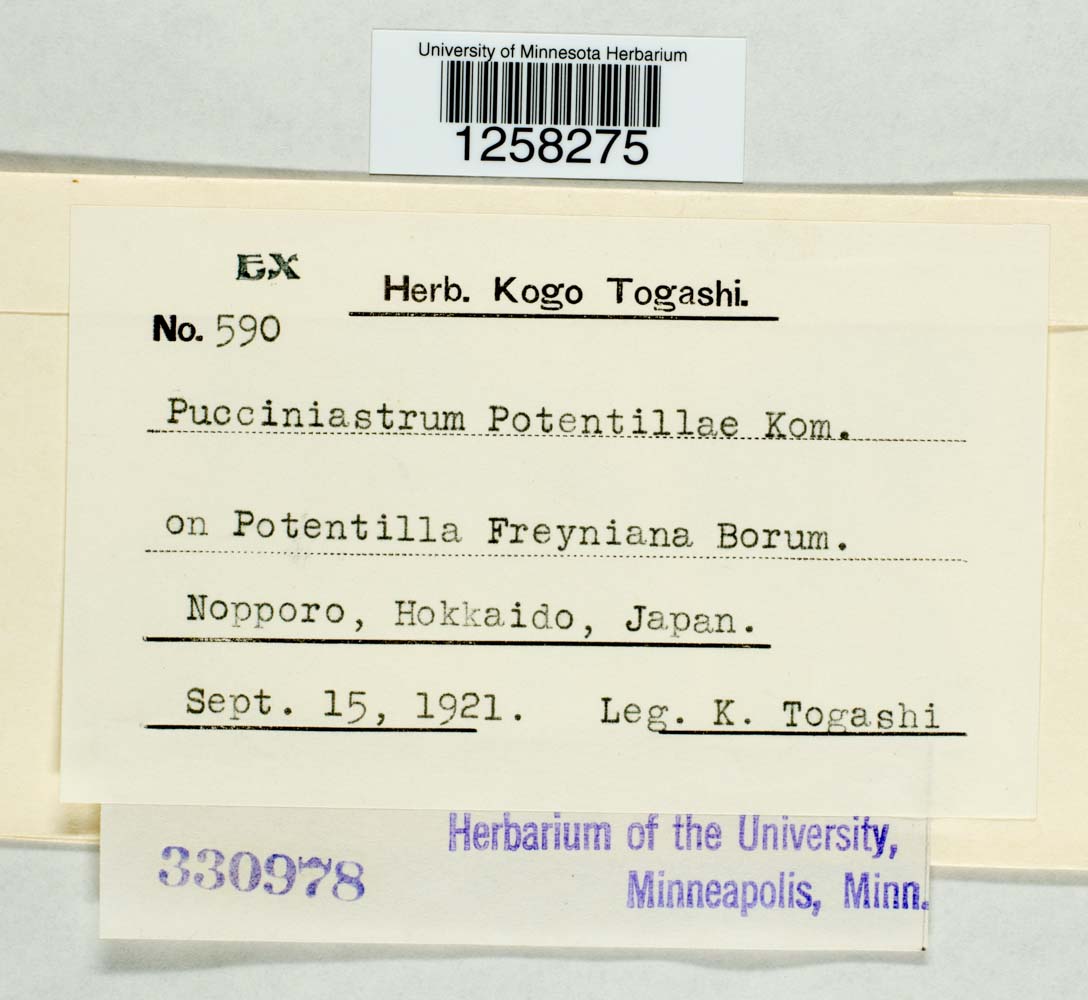 University of Minnesota Herbarium
1258275
EX
Herb. Kogo Togashi.
No. 590
Pucciniastrum Potentillae Kom.
on Potentilla Freyniana Borum.
Nopporo, Hokkaido, Japan.
Sept. 15, 1921. Leg. K. Togashi
Herbarium of the University,
330978
Minneapolis, Minn.